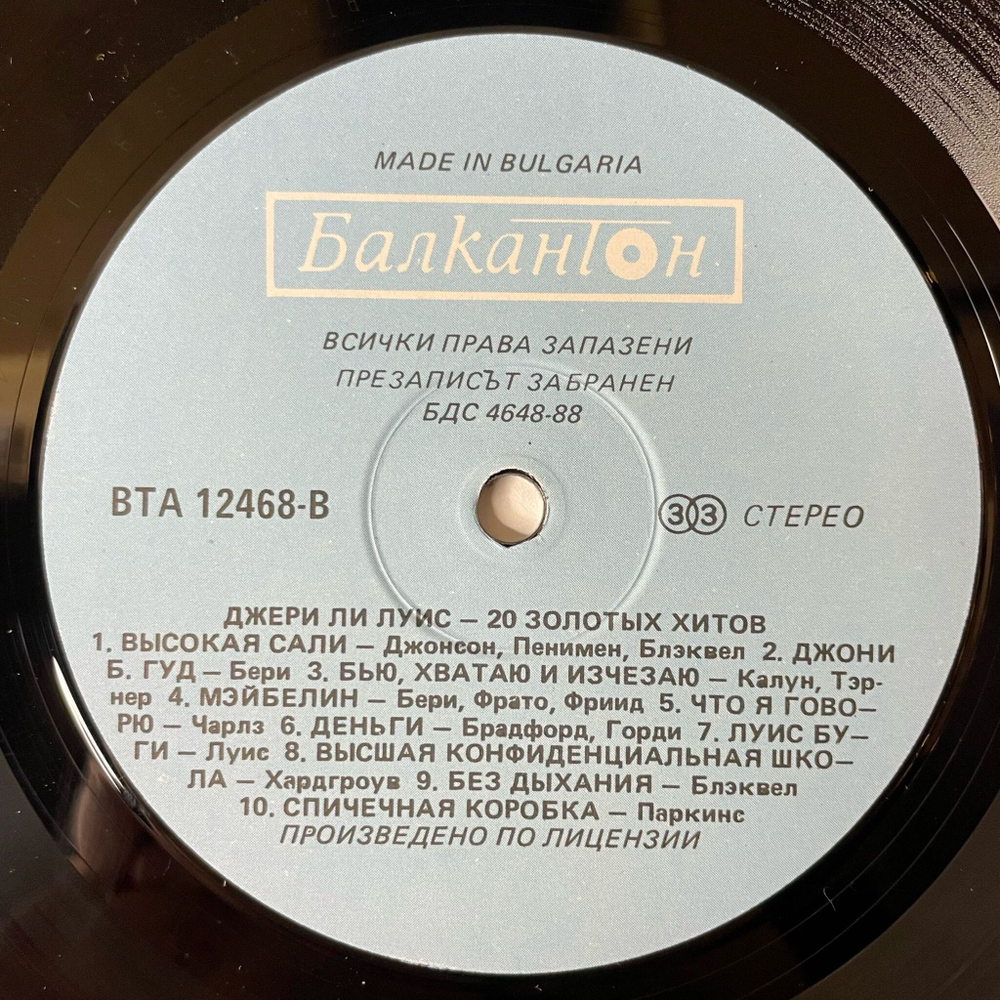 MADE IN BULGARIA
Балкантон
ВСИЧКИ ПРАВА ЗАПАЗЕНИ
ПРЕЗАПИСЪТ ЗАБРАНЕН
БДС 4648-88
ВТА 12468-В
33 СТЕРЕО
ДЖЕРИ ЛИ ЛУИС – 20 ЗОЛОТЫХ ХИТОВ
1. ВЫСОКАЯ САЛИ – Джонсон, Пенимен, Блэквел 2. ДЖОНИ
Б. ГУД – Бери 3. БЬЮ, ХВАТАЮ И ИЗЧЕЗАЮ – Калун, Тэр-
нер 4. МЭЙБЕЛИН – Бери, Фрато, Фриид 5. ЧТО Я ГОВО–
РЮ – Чарлз 6. ДЕНЬГИ – Брадфорд, Горди 7. ЛУИС БУ–
ГИ – Луис 8. ВЫСШАЯ КОНФИДЕНЦИАЛЬНАЯ ШКО–
ЛА – Хардгроув 9. БЕЗ ДЫХАНИЯ – Блэквел
10. СПИЧЕЧНАЯ КОРОБКА – Паркинс
ПРОИЗВЕДЕНО ПО ЛИЦЕНЗИИ